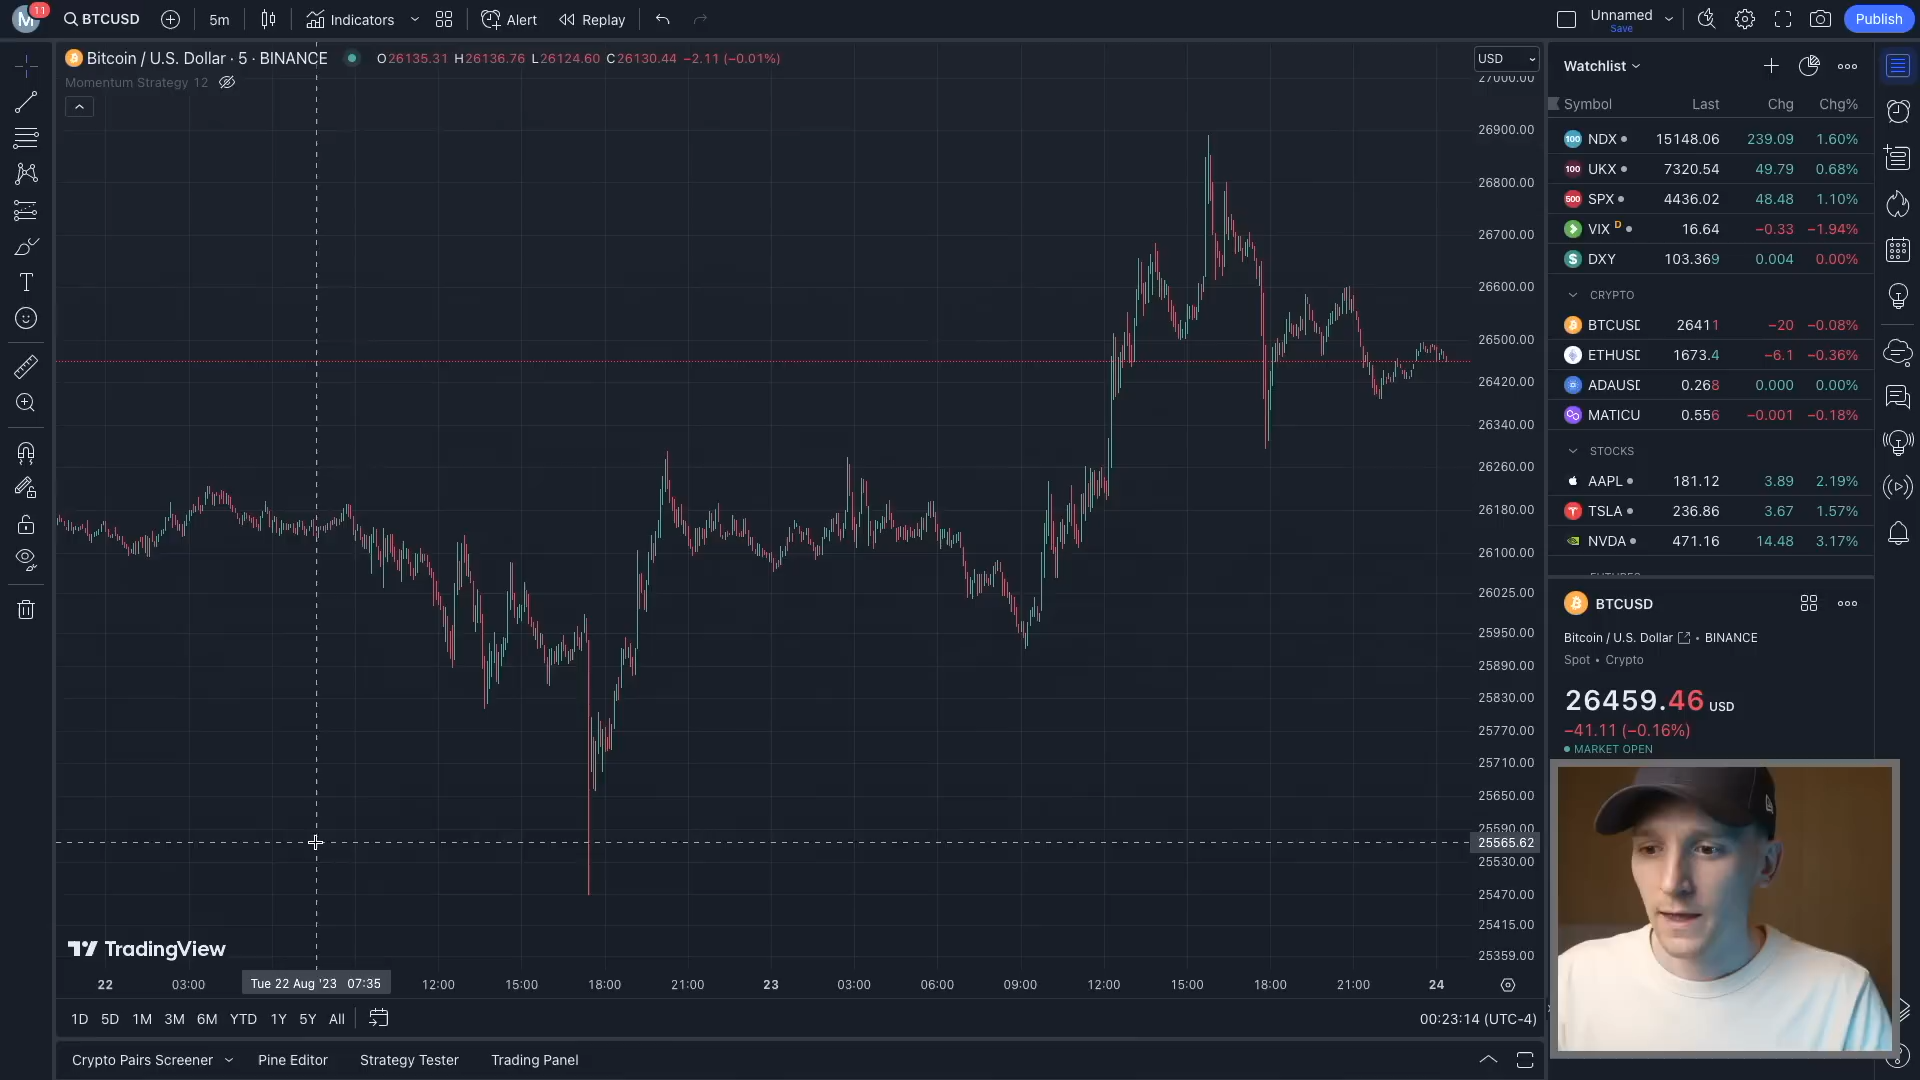 M 11 BTCUSD 5m Indicators Alert Replay Unnamed Save Publish
Bitcoin / U.S. Dollar · 5 · BINANCE O26135.31 H26136.76 L26124.60 C26130.44 −2.11 (−0.01%)
Momentum Strategy 12
USD
27000.00
26900.00
26800.00
26700.00
26600.00
26500.00
26420.00
26340.00
26260.00
26180.00
26100.00
26025.00
25950.00
25890.00
25830.00
25770.00
25710.00
25650.00
25590.00
25565.62
25530.00
25470.00
25415.00
25359.00
TradingView
22 03:00 Tue 22 Aug '23 07:35 12:00 15:00 18:00 21:00 23 03:00 06:00 09:00 12:00 15:00 18:00 21:00 24
1D 5D 1M 3M 6M YTD 1Y 5Y All 00:23:14 (UTC-4)
Crypto Pairs Screener Pine Editor Strategy Tester Trading Panel
Watchlist
Symbol Last Chg Chg%
100 NDX 15148.06 239.09 1.60%
100 UKX 7320.54 49.79 0.68%
500 SPX 4436.02 48.48 1.10%
VIX D 16.64 −0.33 −1.94%
DXY 103.369 0.004 0.00%
CRYPTO
BTCUSD 26411 −20 −0.08%
ETHUSD 1673.4 −6.1 −0.36%
ADAUSD 0.268 0.000 0.00%
MATICU 0.556 −0.001 −0.18%
STOCKS
AAPL 181.12 3.89 2.19%
TSLA 236.86 3.67 1.57%
NVDA 471.16 14.48 3.17%
BTCUSD
Bitcoin / U.S. Dollar • BINANCE
Spot • Crypto
26459.46 USD
−41.11 (−0.16%)
MARKET OPEN